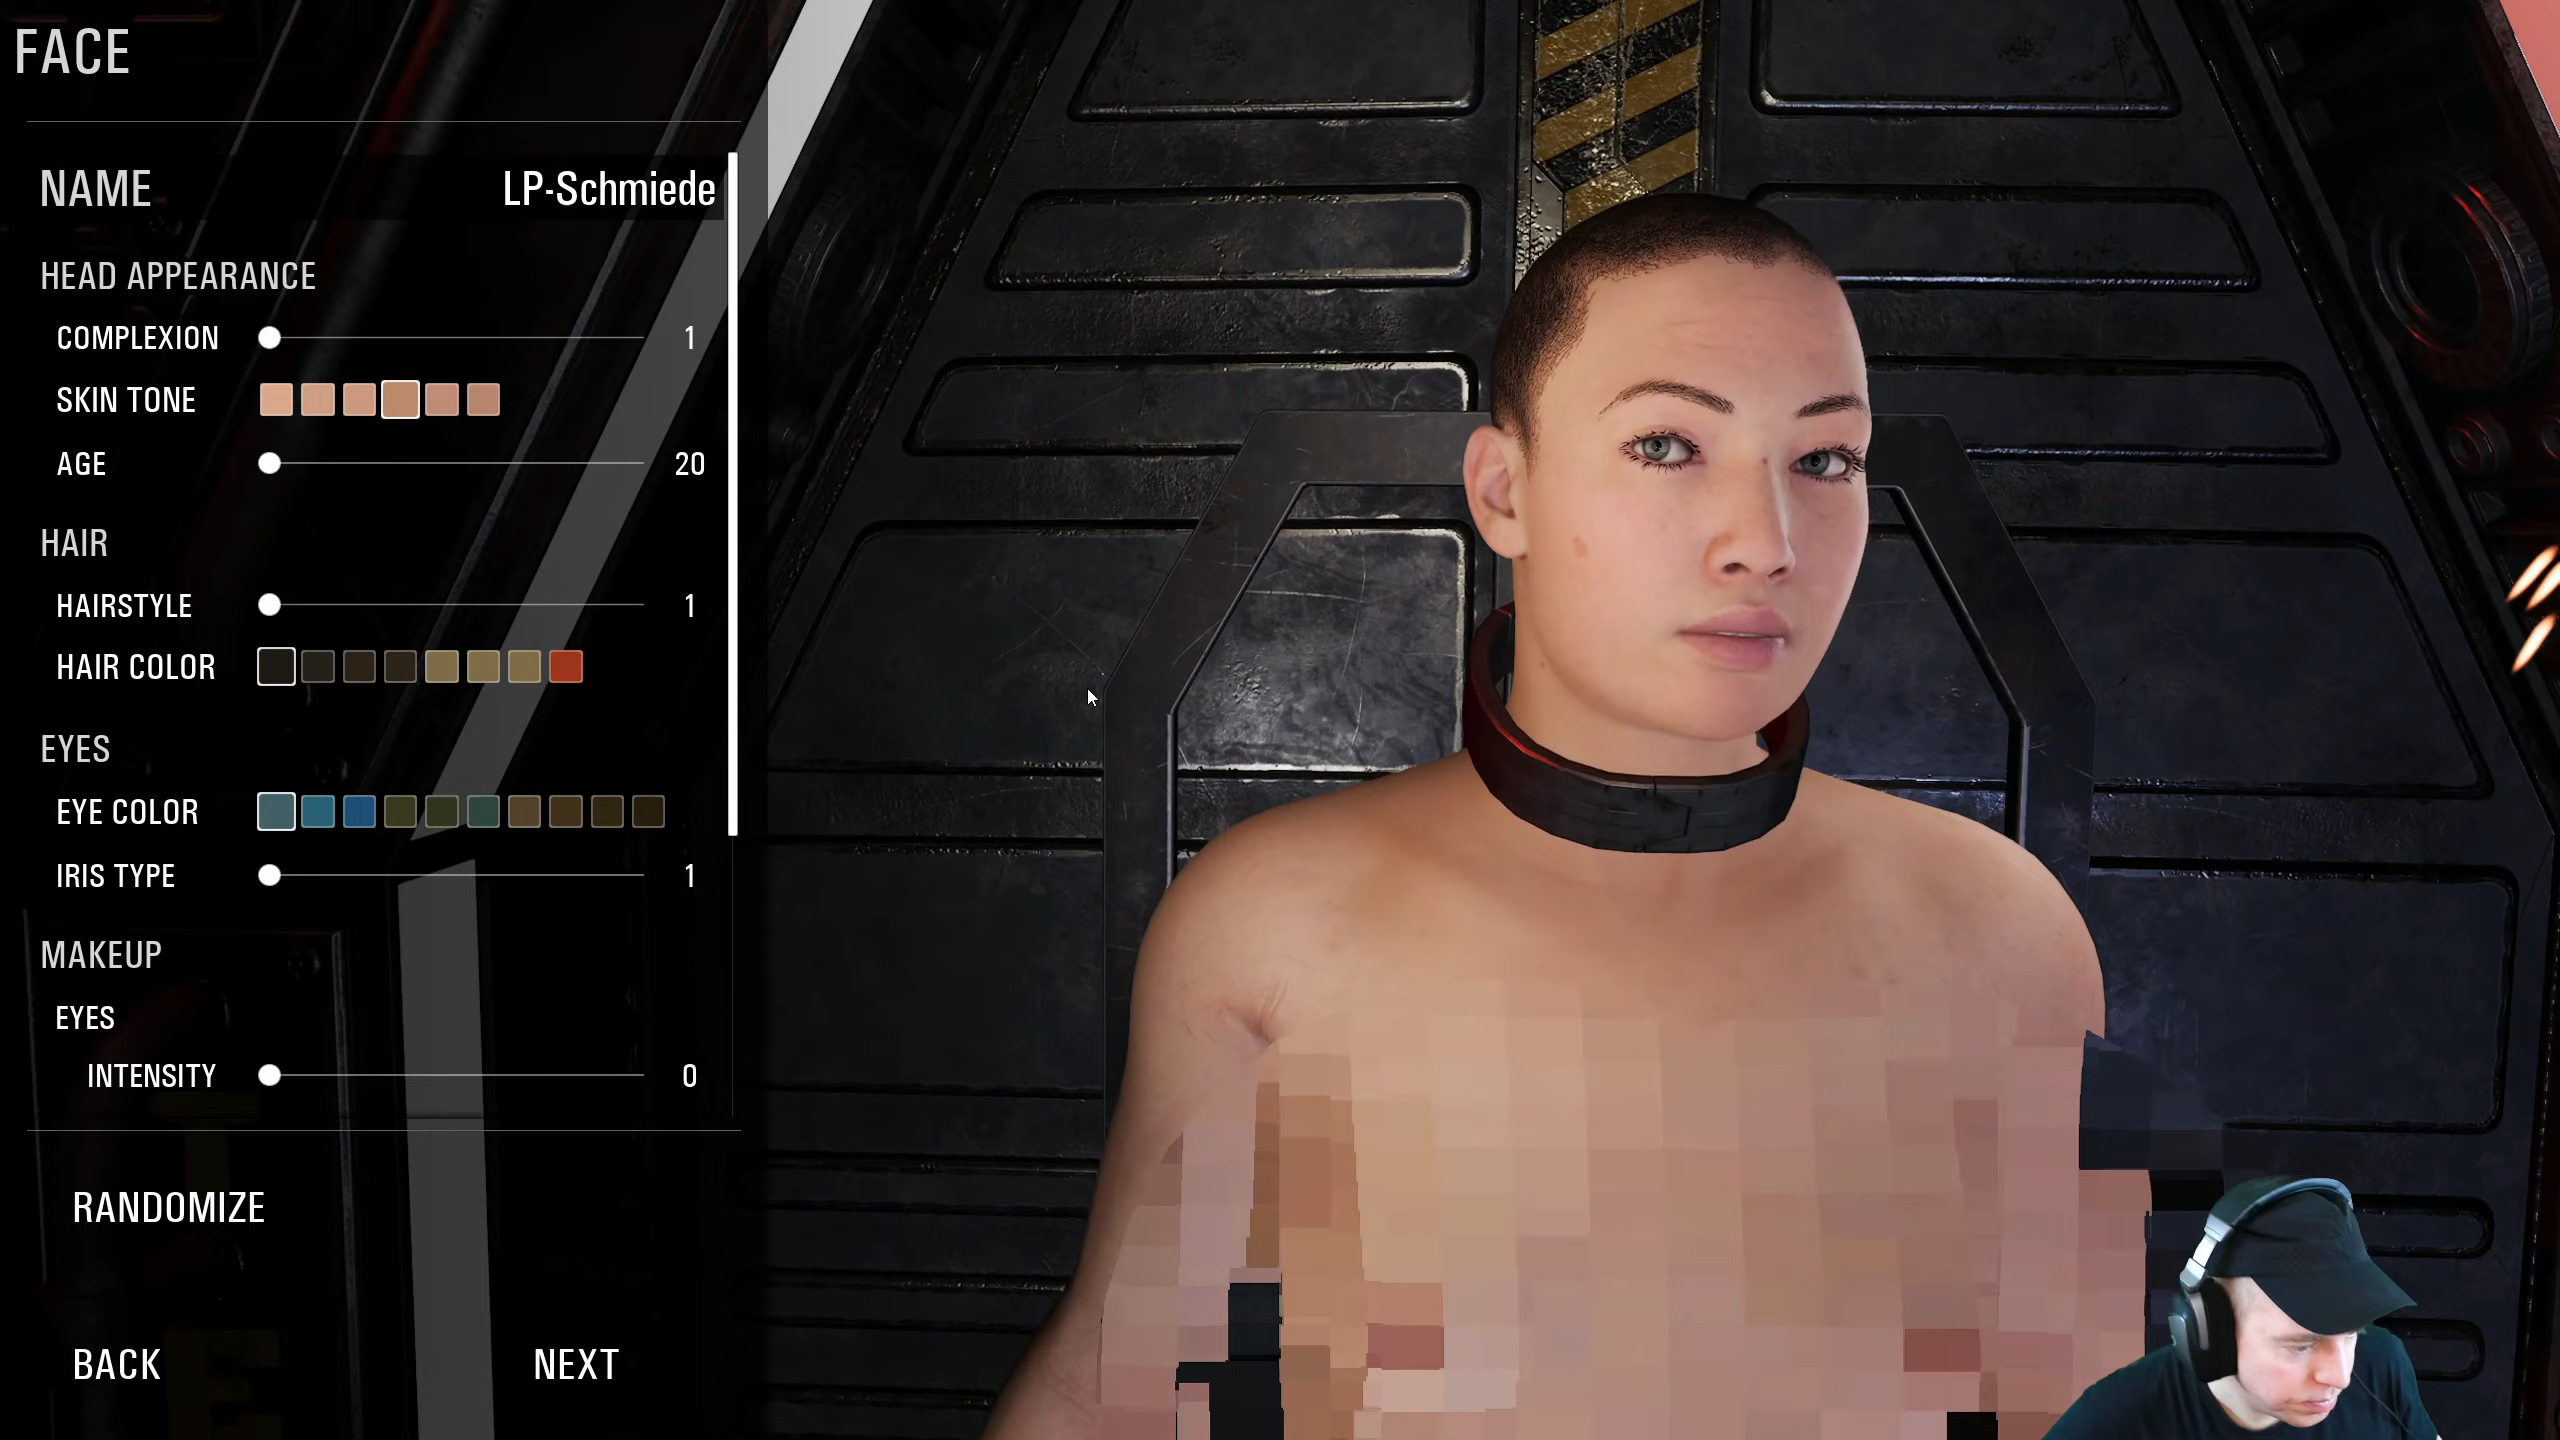 FACE
NAME LP-Schmiede
HEAD APPEARANCE
COMPLEXION 1
SKIN TONE
AGE 20
HAIR
HAIRSTYLE 1
HAIR COLOR
EYES
EYE COLOR
IRIS TYPE 1
MAKEUP
EYES
INTENSITY 0
RANDOMIZE
BACK NEXT